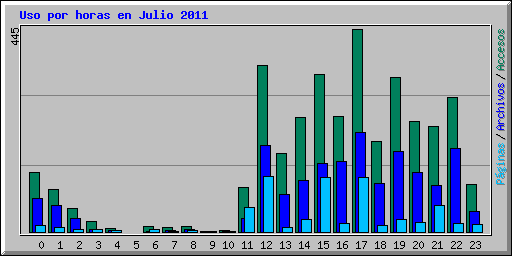 Uso por horas en Julio 2011
445
Páginas / Archivos / Accesos
0 1 2 3 4 5 6 7 8 9 10 11 12 13 14 15 16 17 18 19 20 21 22 23